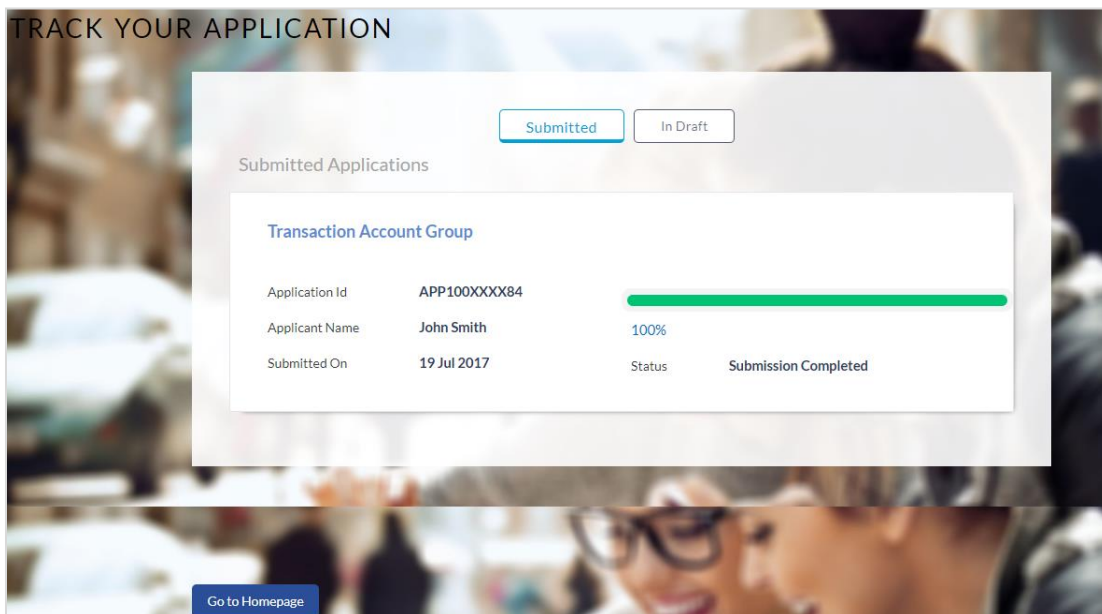 TRACK YOUR APPLICATION
Submitted
In Draft
Submitted Applications
Transaction Account Group
Application Id APP100XXXX84
Applicant Name John Smith
100%
Submitted On 19 Jul 2017
Status Submission Completed
Go to Homepage